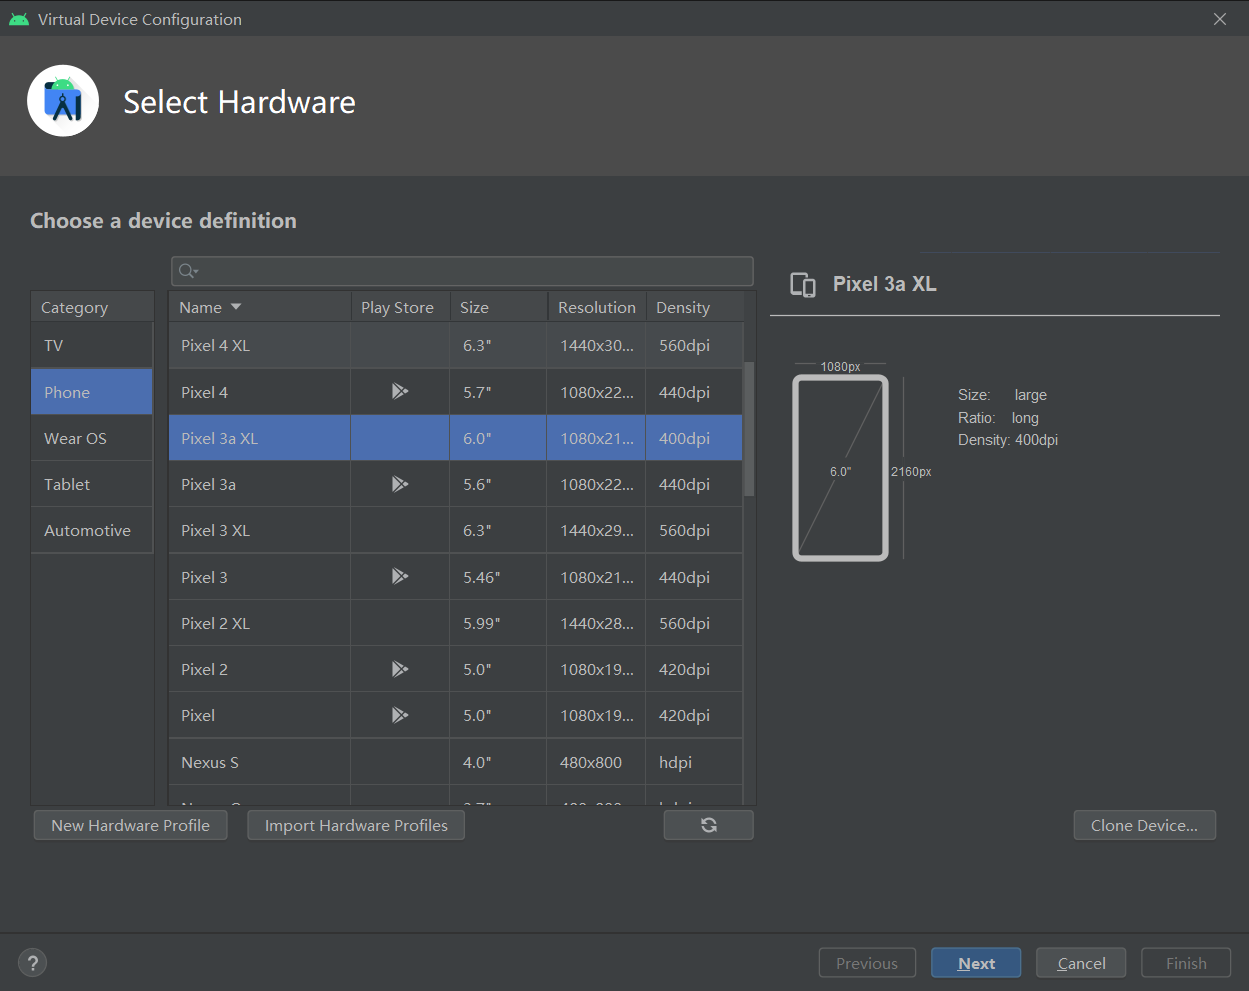 Virtual Device Configuration
Select Hardware
Choose a device definition
Category
TV
Phone
Wear OS
Tablet
Automotive
Name Play Store Size Resolution Density
Pixel 4 XL 6.3" 1440x30... 560dpi
Pixel 4 5.7" 1080x22... 440dpi
Pixel 3a XL 6.0" 1080x21... 400dpi
Pixel 3a 5.6" 1080x22... 440dpi
Pixel 3 XL 6.3" 1440x29... 560dpi
Pixel 3 5.46" 1080x21... 440dpi
Pixel 2 XL 5.99" 1440x28... 560dpi
Pixel 2 5.0" 1080x19... 420dpi
Pixel 5.0" 1080x19... 420dpi
Nexus S 4.0" 480x800 hdpi
Pixel 3a XL
1080px
6.0"
2160px
Size: large
Ratio: long
Density: 400dpi
New Hardware Profile
Import Hardware Profiles
Clone Device...
?
Previous
Next
Cancel
Finish